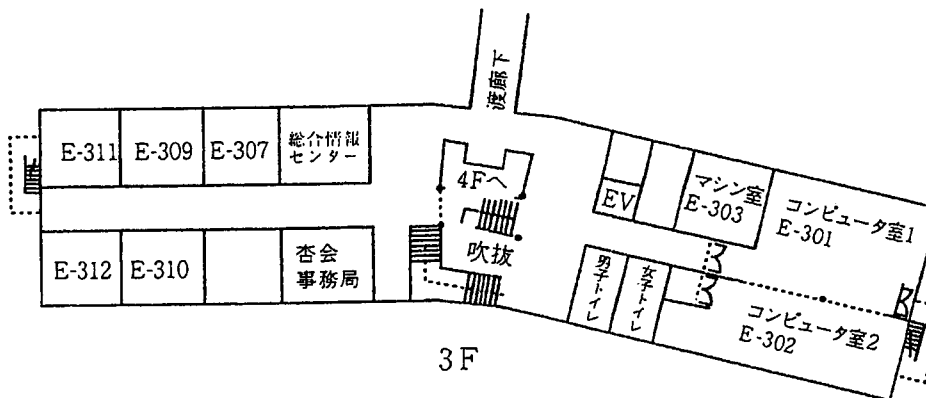 渡廊下
E-311
E-309
E-307
総合情報
センター
4Fへ
EV
マシン室
E-303
コンピュータ室1
E-301
E-312
E-310
杏会
事務局
吹抜
男子トイレ
女子トイレ
コンピュータ室2
E-302
3F